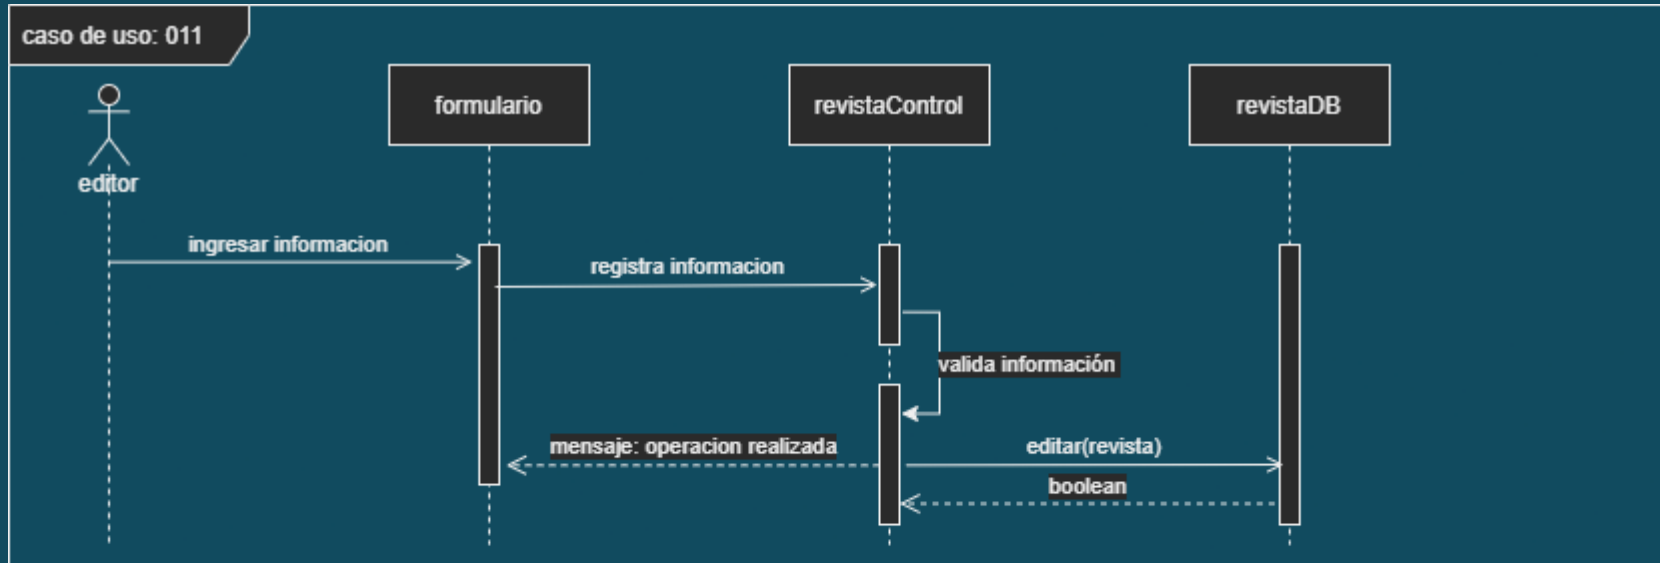 caso de uso: 011
formulario
revistaControl
revistaDB
editor
ingresar informacion
registra informacion
valida información
mensaje: operacion realizada
editar(revista)
boolean